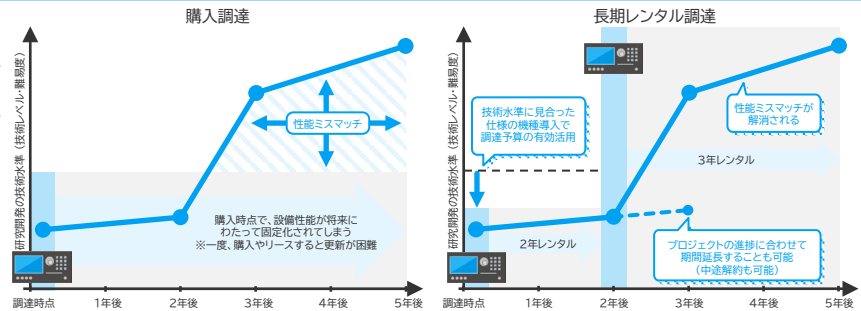 購入調達
研究開発の技術水準（技術レベル・難易度）
性能ミスマッチ
購入時点で、設備性能が将来に
わたって固定化されてしまう
※一度、購入やリースすると更新が困難
調達時点
1年後
2年後
3年後
4年後
5年後
長期レンタル調達
研究開発の技術水準（技術レベル・難易度）
技術水準に見合った
仕様の機種導入で
調達予算の有効活用
性能ミスマッチが
解消される
3年レンタル
2年レンタル
プロジェクトの進捗に合わせて
期間延長することも可能
（中途解約も可能）
調達時点
1年後
2年後
3年後
4年後
5年後